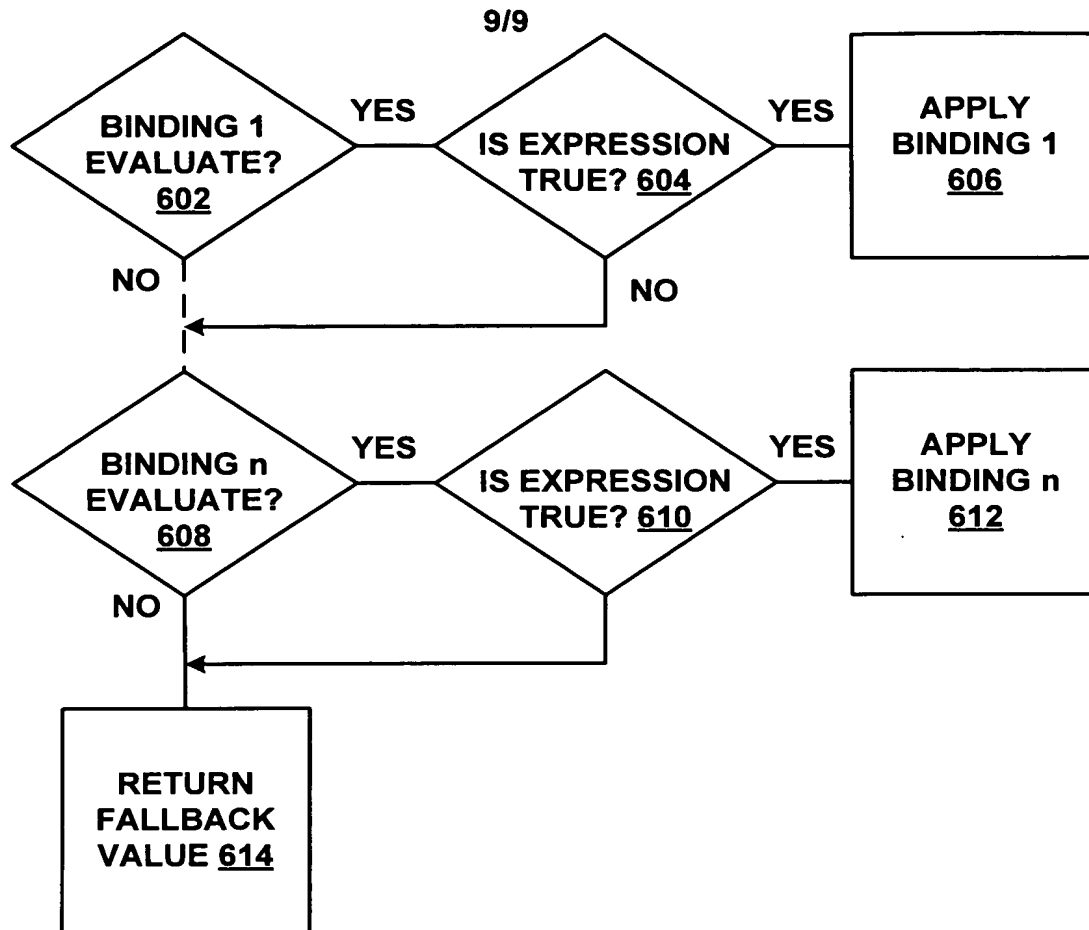 9/9
BINDING 1
EVALUATE?
602
YES
IS EXPRESSION
TRUE? 604
YES
APPLY
BINDING 1
606
NO
NO
BINDING n
EVALUATE?
608
YES
IS EXPRESSION
TRUE? 610
YES
APPLY
BINDING n
612
NO
RETURN
FALLBACK
VALUE 614